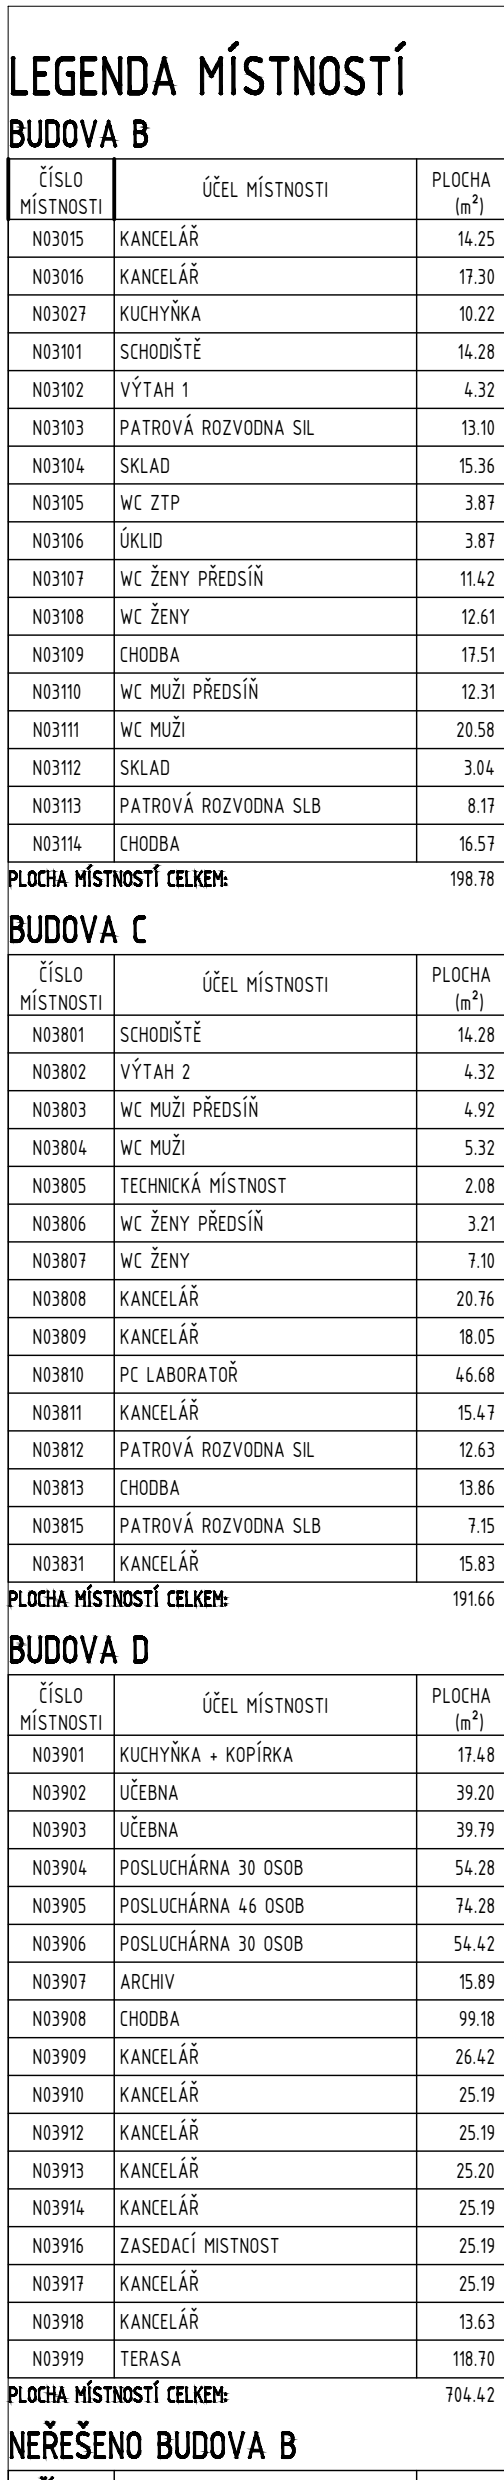 LEGENDA MÍSTNOSTÍ
BUDOVA B
ČÍSLO MÍSTNOSTI ÚČEL MÍSTNOSTI PLOCHA (m²)
N03015 KANCELÁŘ 14.25
N03016 KANCELÁŘ 17.30
N03027 KUCHYŇKA 10.22
N03101 SCHODIŠTĚ 14.28
N03102 VÝTAH 1 4.32
N03103 PATROVÁ ROZVODNA SIL 13.10
N03104 SKLAD 15.36
N03105 WC ZTP 3.87
N03106 ÚKLID 3.87
N03107 WC ŽENY PŘEDSÍŇ 11.42
N03108 WC ŽENY 12.61
N03109 CHODBA 17.51
N03110 WC MUŽI PŘEDSÍŇ 12.31
N03111 WC MUŽI 20.58
N03112 SKLAD 3.04
N03113 PATROVÁ ROZVODNA SLB 8.17
N03114 CHODBA 16.57
PLOCHA MÍSTNOSTÍ CELKEM: 198.78
BUDOVA C
ČÍSLO MÍSTNOSTI ÚČEL MÍSTNOSTI PLOCHA (m²)
N03801 SCHODIŠTĚ 14.28
N03802 VÝTAH 2 4.32
N03803 WC MUŽI PŘEDSÍŇ 4.92
N03804 WC MUŽI 5.32
N03805 TECHNICKÁ MÍSTNOST 2.08
N03806 WC ŽENY PŘEDSÍŇ 3.21
N03807 WC ŽENY 7.10
N03808 KANCELÁŘ 20.76
N03809 KANCELÁŘ 18.05
N03810 PC LABORATOŘ 46.68
N03811 KANCELÁŘ 15.47
N03812 PATROVÁ ROZVODNA SIL 12.63
N03813 CHODBA 13.86
N03815 PATROVÁ ROZVODNA SLB 7.15
N03831 KANCELÁŘ 15.83
PLOCHA MÍSTNOSTÍ CELKEM: 191.66
BUDOVA D
ČÍSLO MÍSTNOSTI ÚČEL MÍSTNOSTI PLOCHA (m²)
N03901 KUCHYŇKA + KOPÍRKA 17.48
N03902 UČEBNA 39.20
N03903 UČEBNA 39.79
N03904 POSLUCHÁRNA 30 OSOB 54.28
N03905 POSLUCHÁRNA 46 OSOB 74.28
N03906 POSLUCHÁRNA 30 OSOB 54.42
N03907 ARCHIV 15.89
N03908 CHODBA 99.18
N03909 KANCELÁŘ 26.42
N03910 KANCELÁŘ 25.19
N03912 KANCELÁŘ 25.19
N03913 KANCELÁŘ 25.20
N03914 KANCELÁŘ 25.19
N03916 ZASEDACÍ MISTNOST 25.19
N03917 KANCELÁŘ 25.19
N03918 KANCELÁŘ 13.63
N03919 TERASA 118.70
PLOCHA MÍSTNOSTÍ CELKEM: 704.42
NEŘEŠENO BUDOVA B